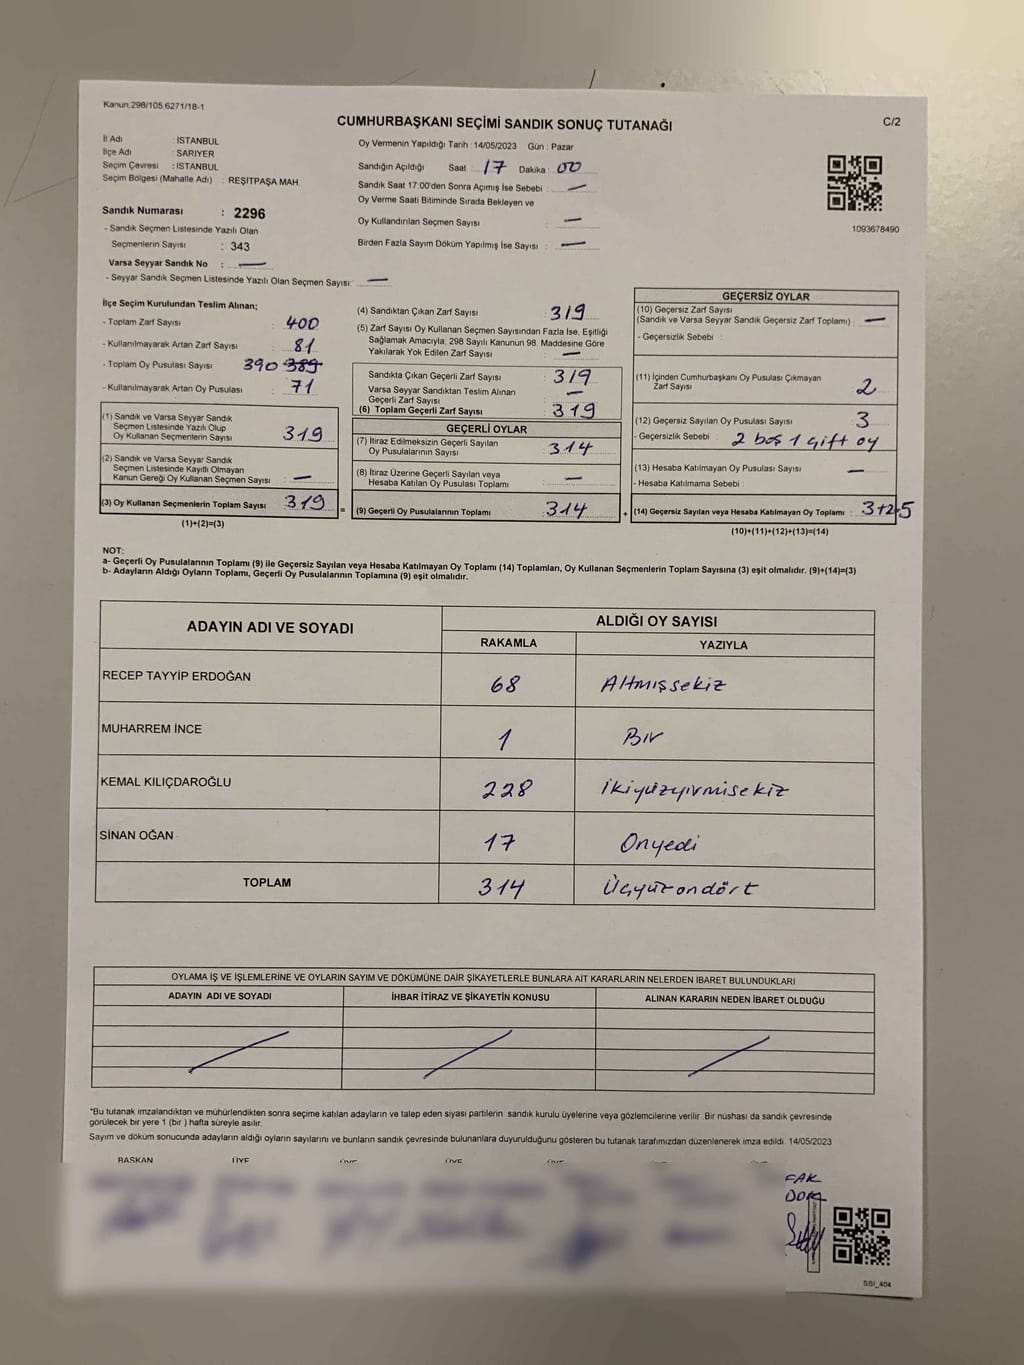 Kanun.298/105,6271/18-1
CUMHURBAŞKANI SEÇİMİ SANDIK SONUÇ TUTANAĞI
C/2
İl Adı : İSTANBUL
İlçe Adı : SARIYER
Seçim Çevresi : İSTANBUL
Seçim Bölgesi (Mahalle Adı) : REŞİTPAŞA MAH.
Sandık Numarası : 2296
- Sandık Seçmen Listesinde Yazılı Olan
Seçmenlerin Sayısı : 343
Varsa Seyyar Sandık No : —
- Seyyar Sandık Seçmen Listesinde Yazılı Olan Seçmen Sayısı: —
Oy Vermenin Yapıldığı Tarih : 14/05/2023 Gün : Pazar
Sandığın Açıldığı Saat : 17 Dakika : 00
Sandık Saat 17:00'den Sonra Açımış İse Sebebi : —
Oy Verme Saati Bitiminde Sırada Bekleyen ve
Oy Kullandırılan Seçmen Sayısı : —
Birden Fazla Sayım Döküm Yapılmış İse Sayısı : —
1093678490
İlçe Seçim Kurulundan Teslim Alınan;
- Toplam Zarf Sayısı : 400
- Kullanılmayarak Artan Zarf Sayısı : 81
- Toplam Oy Pusulası Sayısı : 390 389
- Kullanılmayarak Artan Oy Pusulası : 71
(1) Sandık ve Varsa Seyyar Sandık
Seçmen Listesinde Yazılı Olup
Oy Kullanan Seçmenlerin Sayısı : 319
(2) Sandık ve Varsa Seyyar Sandık
Seçmen Listesinde Kayıtlı Olmayan
Kanun Gereği Oy Kullanan Seçmen Sayısı : —
(3) Oy Kullanan Seçmenlerin Toplam Sayısı : 319
(1)+(2)=(3)
(4) Sandıktan Çıkan Zarf Sayısı : 319
(5) Zarf Sayısı Oy Kullanan Seçmen Sayısından Fazla İse, Eşitliği
Sağlamak Amacıyla; 298 Sayılı Kanunun 98. Maddesine Göre
Yakılarak Yok Edilen Zarf Sayısı : —
Sandıkta Çıkan Geçerli Zarf Sayısı : 319
Varsa Seyyar Sandıktan Teslim Alınan
Geçerli Zarf Sayısı : —
(6) Toplam Geçerli Zarf Sayısı : 319
GEÇERLİ OYLAR
(7) İtiraz Edilmeksizin Geçerli Sayılan
Oy Pusulalarının Sayısı : 314
(8) İtiraz Üzerine Geçerli Sayılan veya
Hesaba Katılan Oy Pusulası Toplamı : —
= (9) Geçerli Oy Pusulalarının Toplamı : 314
GEÇERSİZ OYLAR
(10) Geçersiz Zarf Sayısı
(Sandık ve Varsa Seyyar Sandık Geçersiz Zarf Toplamı) : —
- Geçersizlik Sebebi :
(11) İçinden Cumhurbaşkanı Oy Pusulası Çıkmayan
Zarf Sayısı : 2
(12) Geçersiz Sayılan Oy Pusulası Sayısı : 3
- Geçersizlik Sebebi : 2 boş 1 çift oy
(13) Hesaba Katılmayan Oy Pusulası Sayısı : —
- Hesaba Katılmama Sebebi :
+ (14) Geçersiz Sayılan veya Hesaba Katılmayan Oy Toplamı : 3+2 5
(10)+(11)+(12)+(13)=(14)
NOT:
a- Geçerli Oy Pusulalarının Toplamı (9) ile Geçersiz Sayılan veya Hesaba Katılmayan Oy Toplamı (14) Toplamları, Oy Kullanan Seçmenlerin Toplam Sayısına (3) eşit olmalıdır. (9)+(14)=(3)
b- Adayların Aldığı Oyların Toplamı, Geçerli Oy Pusulalarının Toplamına (9) eşit olmalıdır.
ADAYIN ADI VE SOYADI
ALDIĞI OY SAYISI
RAKAMLA YAZIYLA
RECEP TAYYİP ERDOĞAN 68 Altmışsekiz
MUHARREM İNCE 1 Bir
KEMAL KILIÇDAROĞLU 228 ikiyüzyirmisekiz
SİNAN OĞAN 17 Onyedi
TOPLAM 314 Üçyüzondört
OYLAMA İŞ VE İŞLEMLERİNE VE OYLARIN SAYIM VE DÖKÜMÜNE DAİR ŞİKAYETLERLE BUNLARA AİT KARARLARIN NELERDEN İBARET BULUNDUKLARI
ADAYIN ADI VE SOYADI İHBAR İTİRAZ VE ŞİKAYETİN KONUSU ALINAN KARARIN NEDEN İBARET OLDUĞU
*Bu tutanak imzalandıktan ve mühürlendikten sonra seçime katılan adayların ve talep eden siyasi partilerin sandık kurulu üyelerine veya gözlemcilerine verilir. Bir nüshası da sandık çevresinde
görülecek bir yere 1 (bir) hafta süreyle asılır.
Sayım ve döküm sonucunda adayların aldığı oyların sayılarını ve bunların sandık çevresinde bulunanlara duyurulduğunu gösteren bu tutanak tarafımızdan düzenlenerek imza edildi. 14/05/2023
BAŞKAN ÜYE ÜYE ÜYE ÜYE
SSI_404